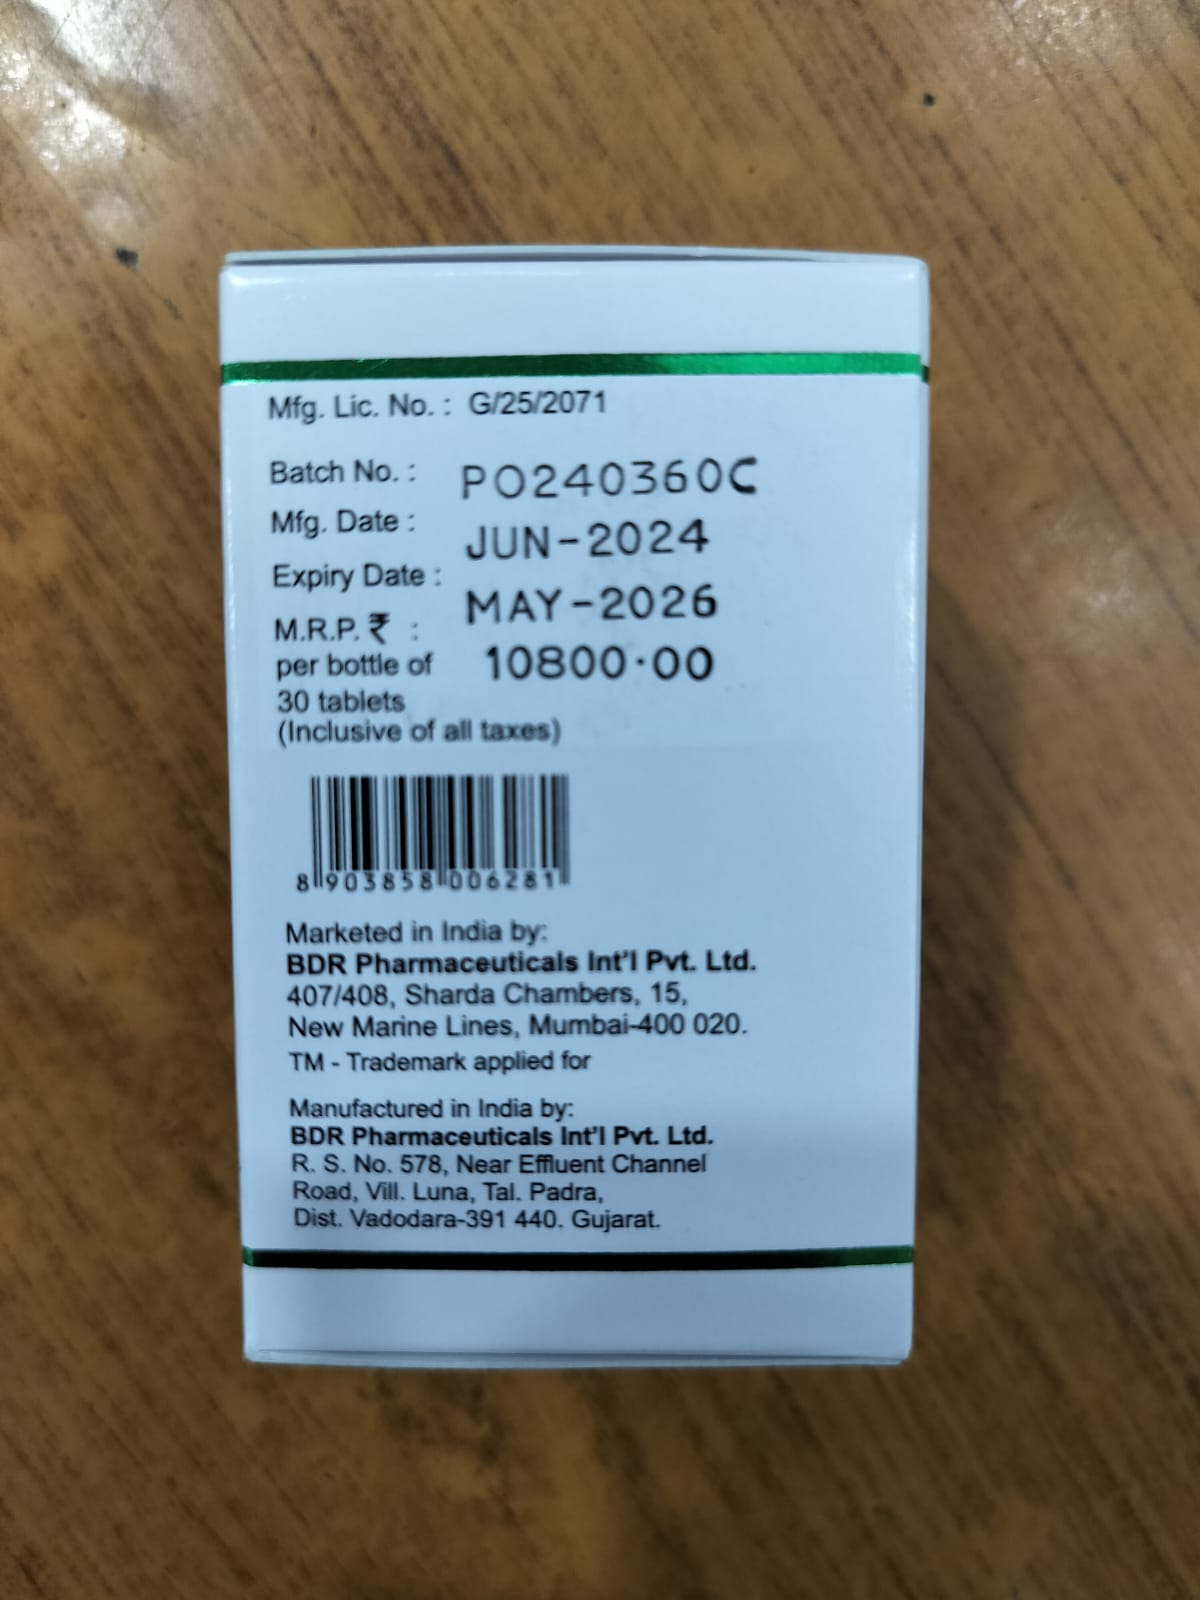 Mfg. Lic. No. : G/25/2071
Batch No. : PO240360C
Mfg. Date : JUN-2024
Expiry Date : MAY-2026
M.R.P. ₹ : 10800.00
per bottle of
30 tablets
(Inclusive of all taxes)
8 903858 006281
Marketed in India by:
BDR Pharmaceuticals Int'l Pvt. Ltd.
407/408, Sharda Chambers, 15,
New Marine Lines, Mumbai-400 020.
TM - Trademark applied for
Manufactured in India by:
BDR Pharmaceuticals Int'l Pvt. Ltd.
R. S. No. 578, Near Effluent Channel
Road, Vill. Luna, Tal. Padra,
Dist. Vadodara-391 440. Gujarat.